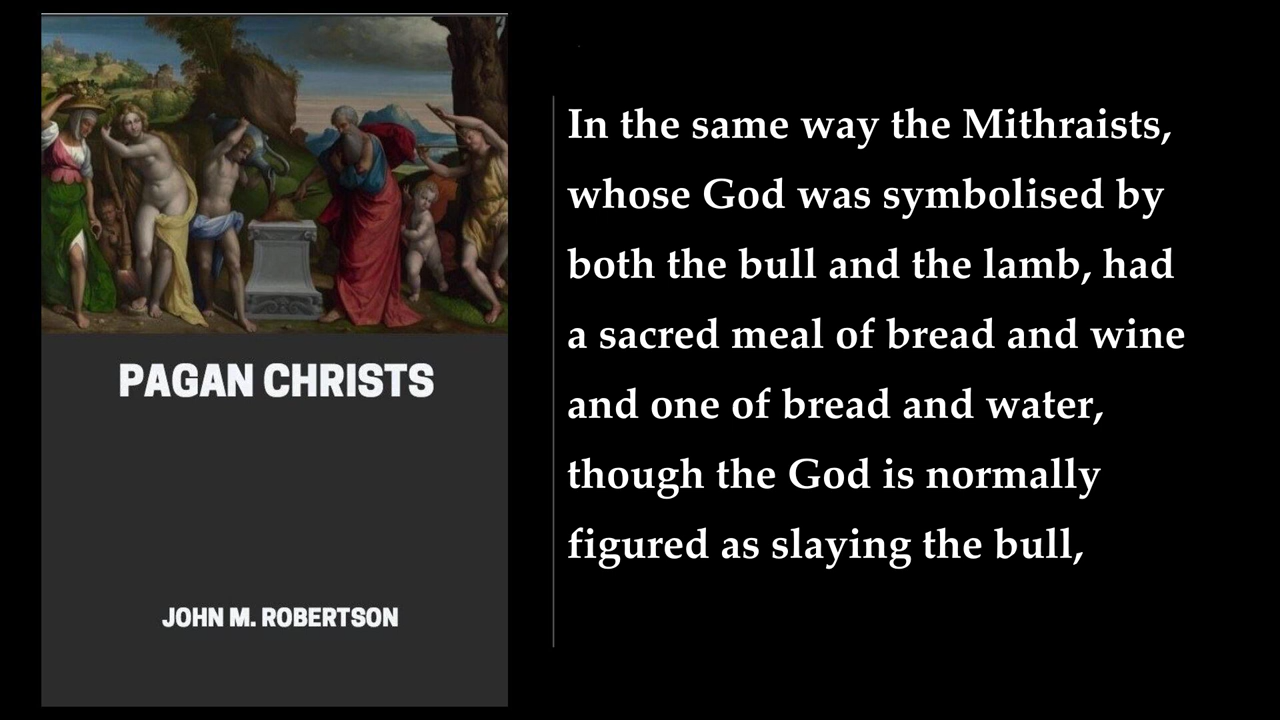 PAGAN CHRISTS
JOHN M. ROBERTSON
In the same way the Mithraists,
whose God was symbolised by
both the bull and the lamb, had
a sacred meal of bread and wine
and one of bread and water,
though the God is normally
figured as slaying the bull,